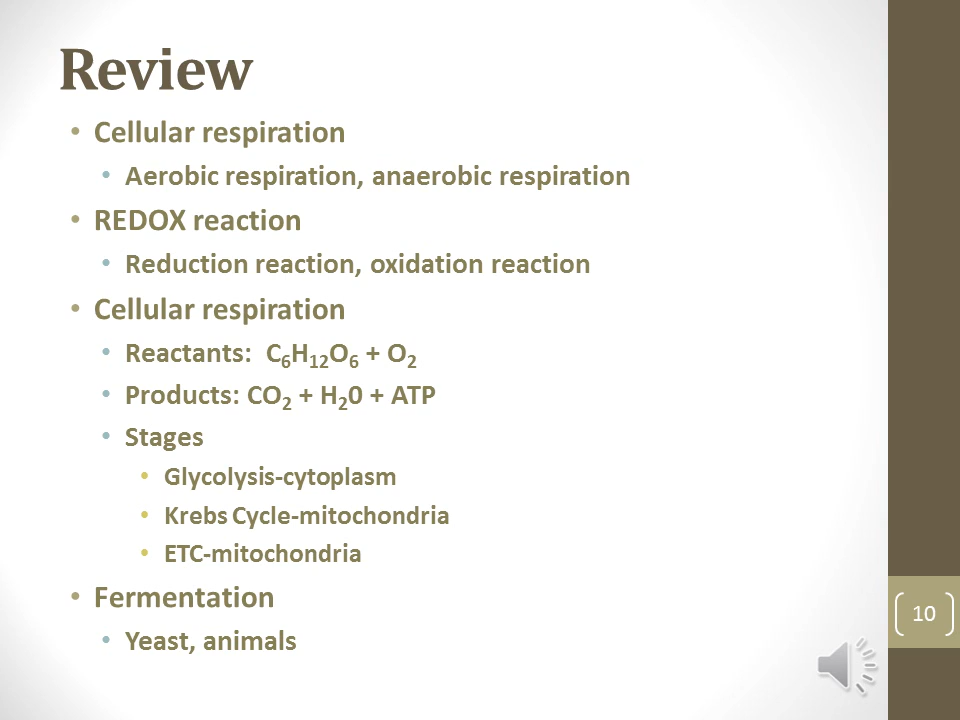 Review
• Cellular respiration
• Aerobic respiration, anaerobic respiration
• REDOX reaction
• Reduction reaction, oxidation reaction
• Cellular respiration
• Reactants: C₆H₁₂O₆ + O₂
• Products: CO₂ + H₂0 + ATP
• Stages
• Glycolysis-cytoplasm
• Krebs Cycle-mitochondria
• ETC-mitochondria
• Fermentation
• Yeast, animals
10